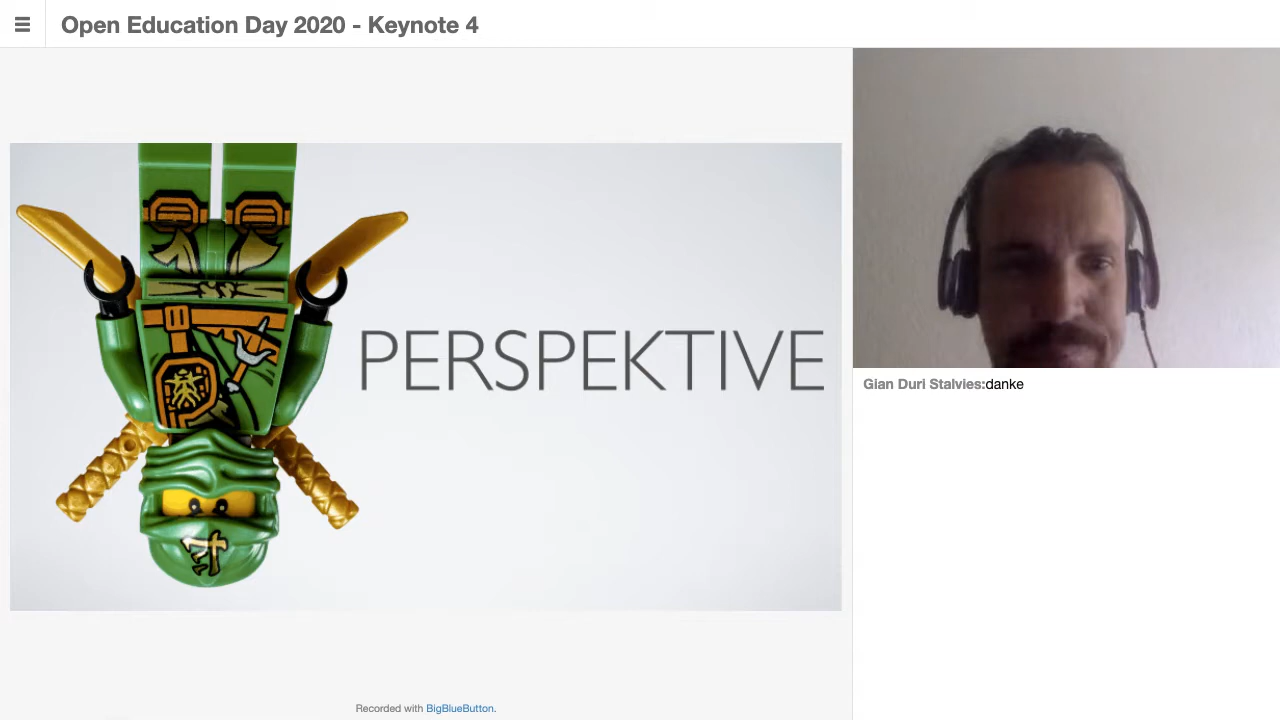 Open Education Day 2020 - Keynote 4
PERSPEKTIVE
Gian Duri Stalvies:danke
Recorded with BigBlueButton.